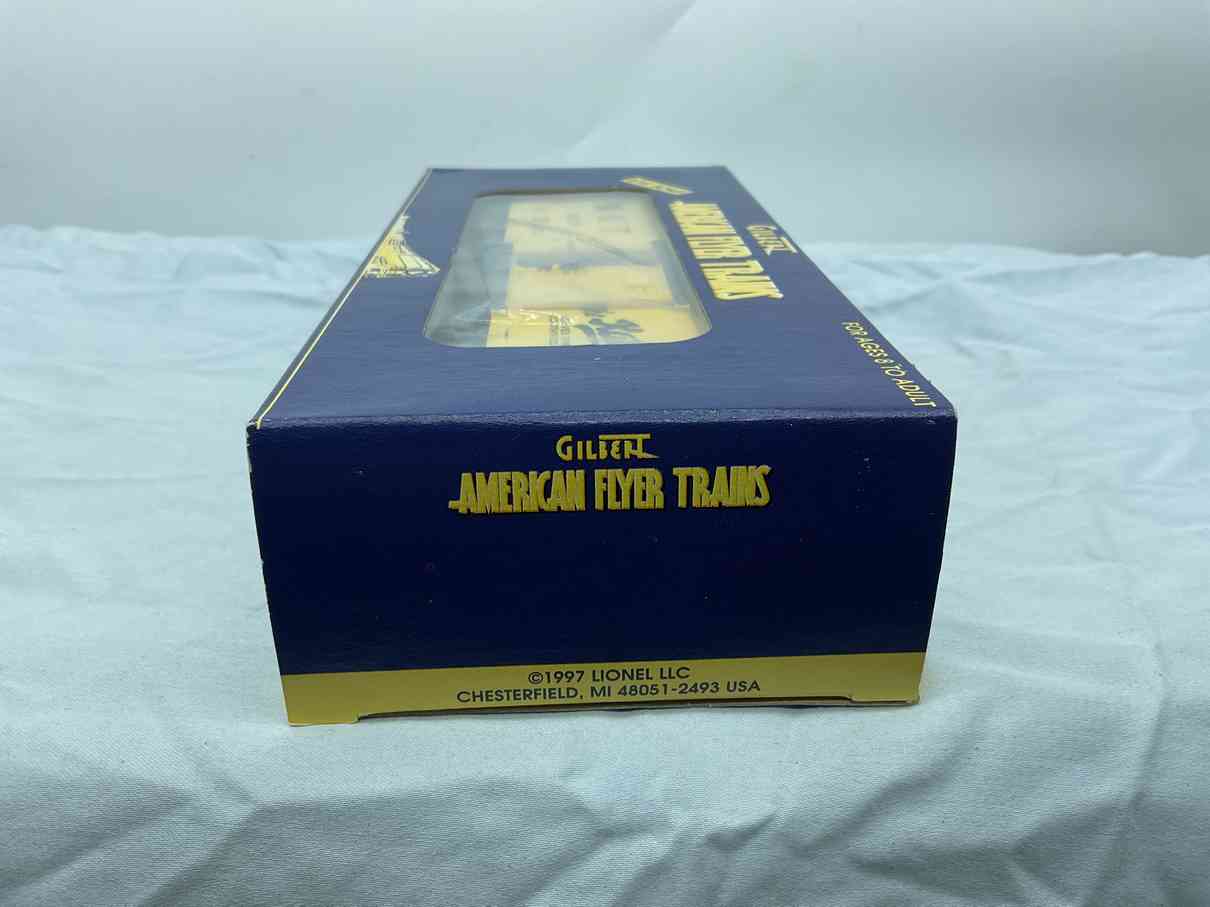 GILBERT
AMERICAN FLYER TRAINS
FOR AGES 8 TO ADULT
GILBERT
AMERICAN FLYER TRAINS
©1997 LIONEL LLC
CHESTERFIELD, MI 48051-2493 USA